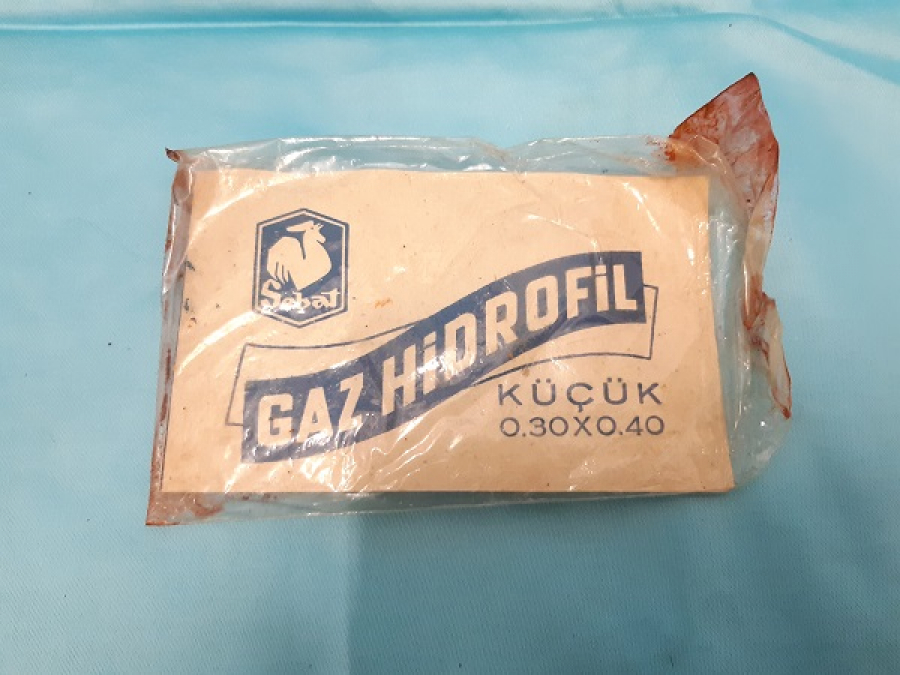 Sebat
GAZ HİDROFİL
KÜÇÜK
0.30X0.40